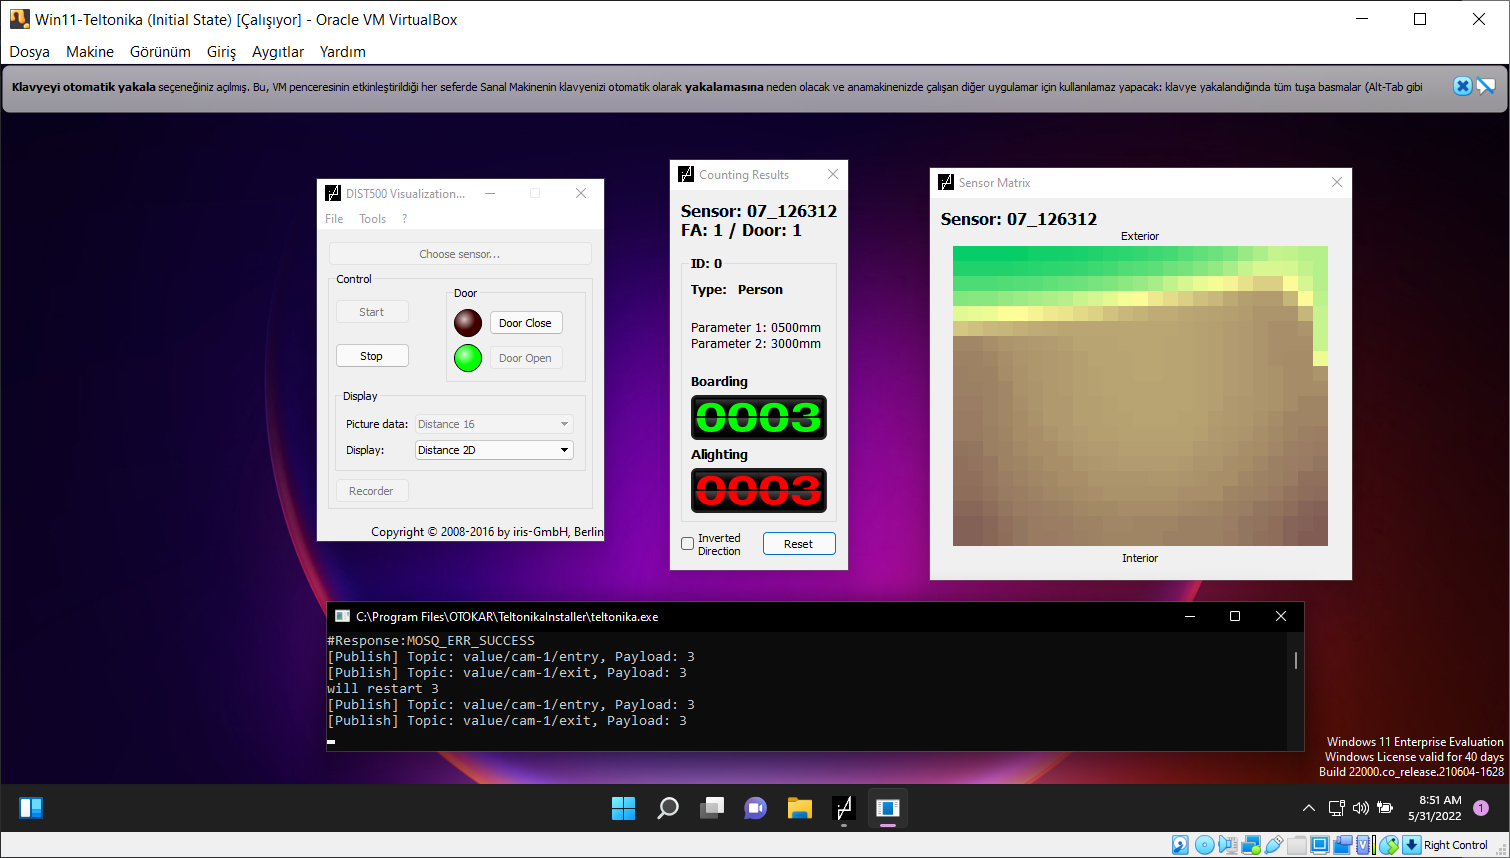 Win11-Teltonika (Initial State) [Çalışıyor] - Oracle VM VirtualBox
Dosya Makine Görünüm Giriş Aygıtlar Yardım
Klavyeyi otomatik yakala seçeneğiniz açılmış. Bu, VM penceresinin etkinleştirildiği her seferde Sanal Makinenin klavyenizi otomatik olarak yakalamasına neden olacak ve anamakinenizde çalışan diğer uygulamar için kullanılamaz yapacak: klavye yakalandığında tüm tuşa basmalar (Alt-Tab gibi
DIST500 Visualization...
File Tools ?
Choose sensor...
Control
Start
Stop
Door
Door Close
Door Open
Display
Picture data: Distance 16
Display: Distance 2D
Recorder
Copyright © 2008-2016 by iris-GmbH, Berlin
Counting Results
Sensor: 07_126312
FA: 1 / Door: 1
ID: 0
Type: Person
Parameter 1: 0500mm
Parameter 2: 3000mm
Boarding
0003
Alighting
0003
Inverted
Direction
Reset
Sensor Matrix
Sensor: 07_126312
Exterior
Interior
C:\Program Files\OTOKAR\TeltonikaInstaller\teltonika.exe
#Response:MOSQ_ERR_SUCCESS
[Publish] Topic: value/cam-1/entry, Payload: 3
[Publish] Topic: value/cam-1/exit, Payload: 3
will restart 3
[Publish] Topic: value/cam-1/entry, Payload: 3
[Publish] Topic: value/cam-1/exit, Payload: 3
Windows 11 Enterprise Evaluation
Windows License valid for 40 days
Build 22000.co_release.210604-1628
8:51 AM
5/31/2022
1
Right Control